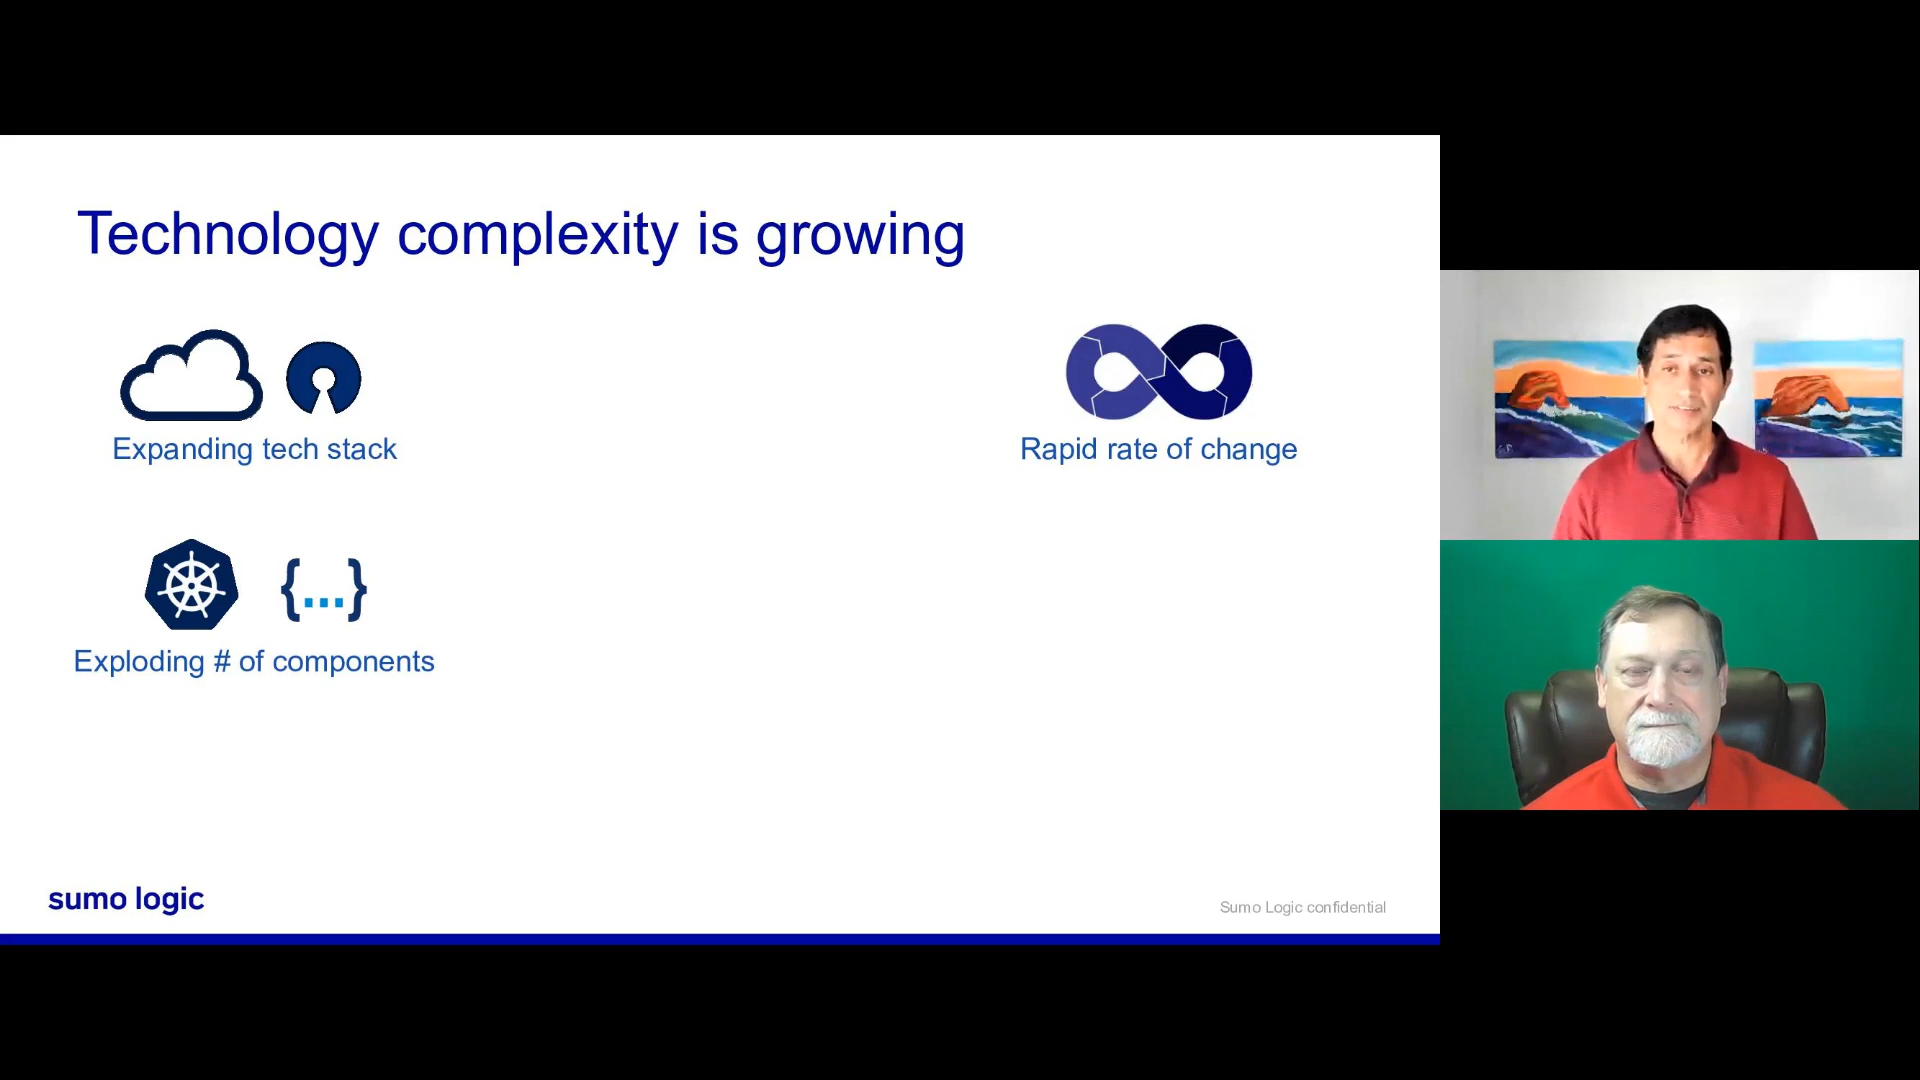 Technology complexity is growing
Expanding tech stack
Rapid rate of change
{...}
Exploding # of components
sumo logic
Sumo Logic confidential